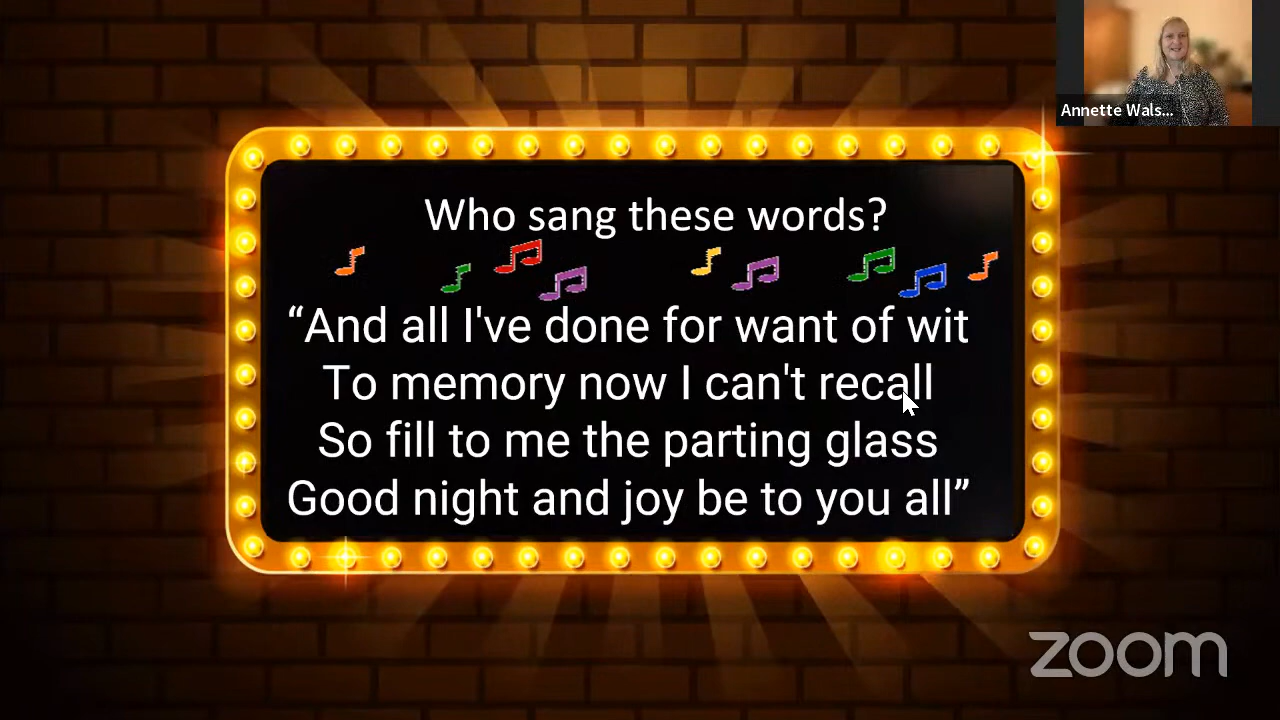 Annette Wals...
Who sang these words?
“And all I've done for want of wit
To memory now I can't recall
So fill to me the parting glass
Good night and joy be to you all”
zoom